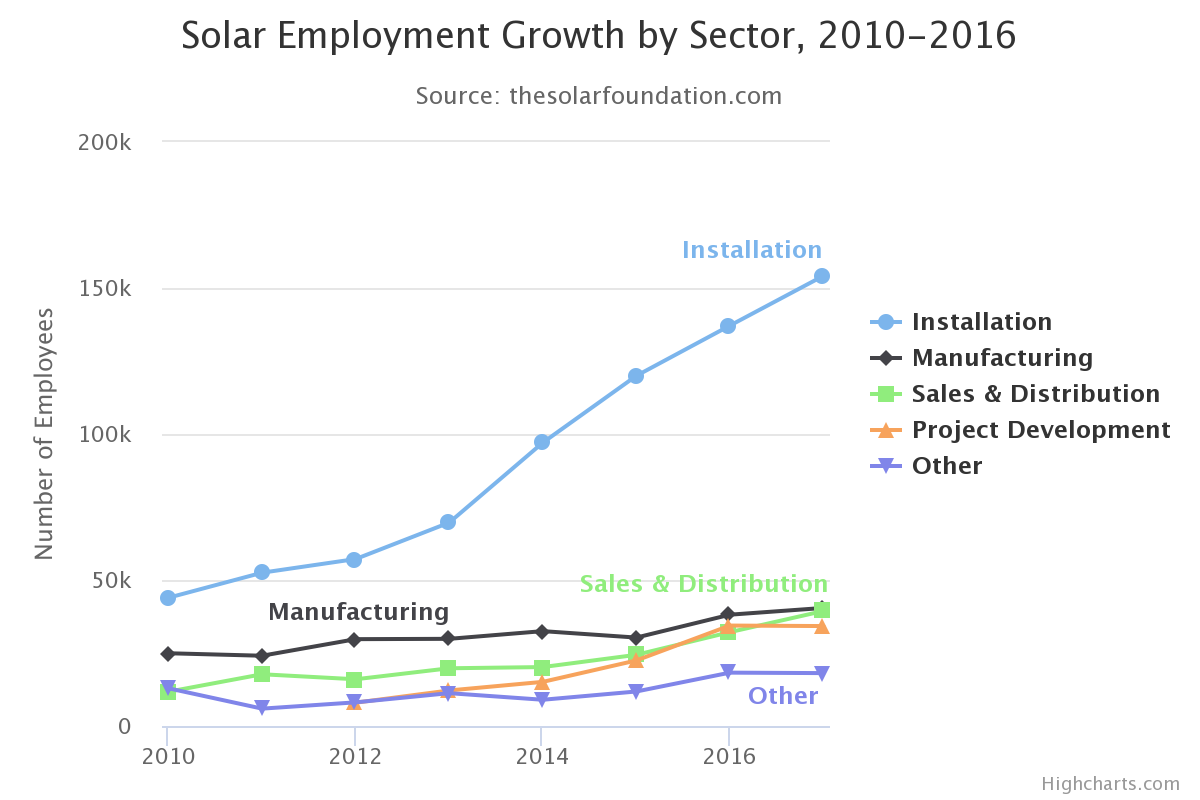 Solar Employment Growth by Sector, 2010-2016
Source: thesolarfoundation.com
Number of Employees
200k
150k
100k
50k
0
2010
2012
2014
2016
Installation
Manufacturing
Sales & Distribution
Other
Installation
Manufacturing
Sales & Distribution
Project Development
Other
Highcharts.com